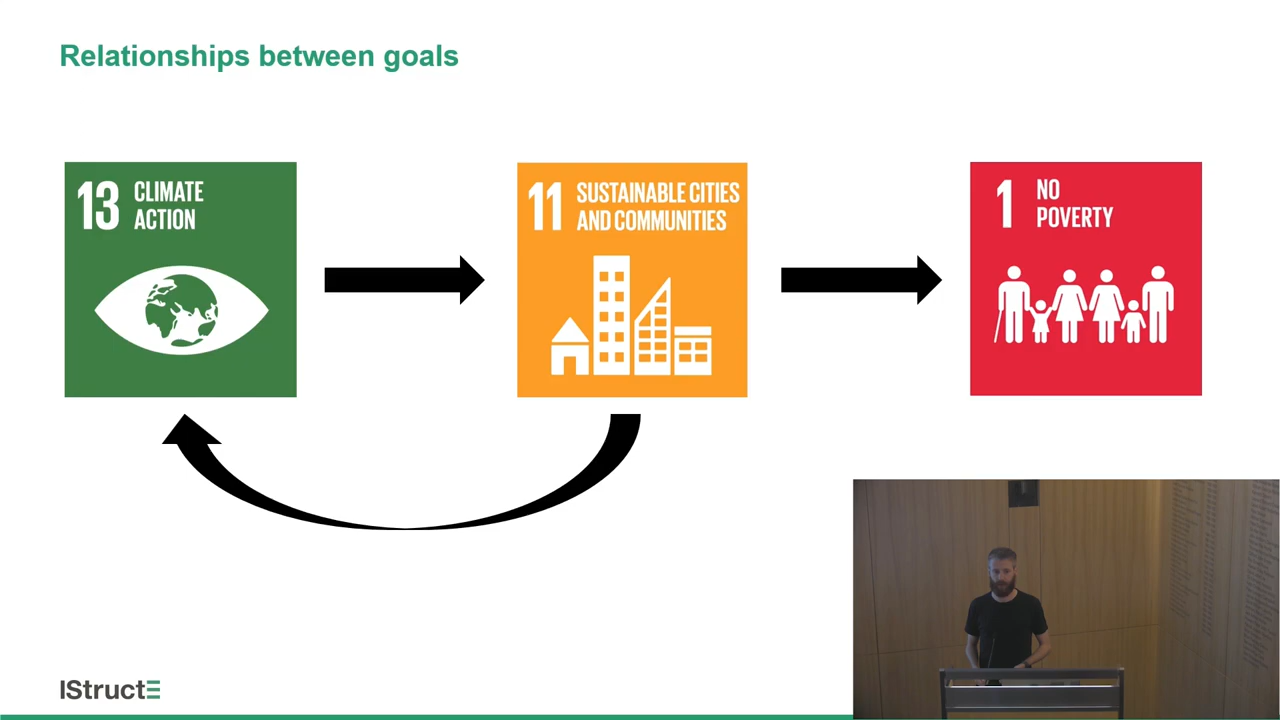 Relationships between goals
13 CLIMATE
ACTION
11 SUSTAINABLE CITIES
AND COMMUNITIES
1 NO
POVERTY
IStructE